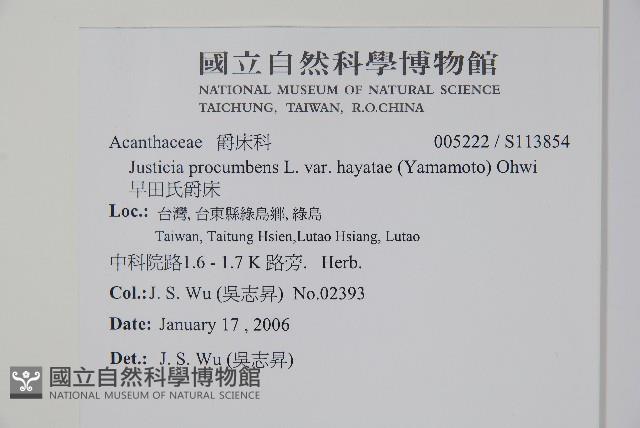 國立自然科學博物館
NATIONAL MUSEUM OF NATURAL SCIENCE
TAICHUNG, TAIWAN, R.O.CHINA
Acanthaceae 爵床科 005222 / S113854
Justicia procumbens L. var. hayatae (Yamamoto) Ohwi
早田氏爵床
Loc.: 台灣, 台東縣綠島鄉, 綠島
Taiwan, Taitung Hsien,Lutao Hsiang, Lutao
中科院路1.6 - 1.7 K 路旁. Herb.
Col.: J. S. Wu (吳志昇) No.02393
Date: January 17 , 2006
Det.: J. S. Wu (吳志昇)
國立自然科學博物館
NATIONAL MUSEUM OF NATURAL SCIENCE